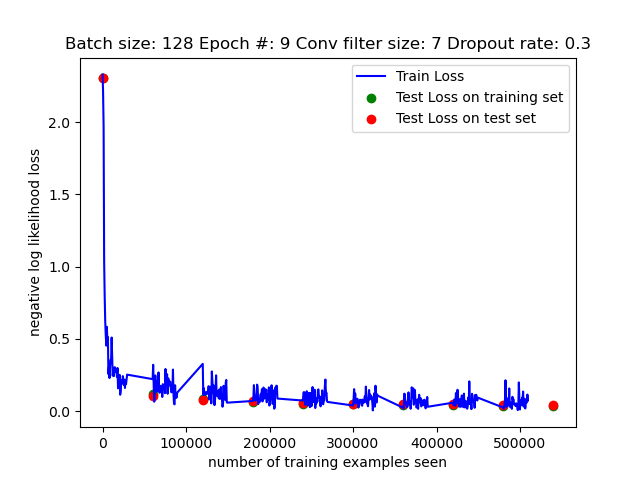 Batch size: 128 Epoch #: 9 Conv filter size: 7 Dropout rate: 0.3
Train Loss
Test Loss on training set
Test Loss on test set
negative log likelihood loss
2.0
1.5
1.0
0.5
0.0
0 100000 200000 300000 400000 500000
number of training examples seen